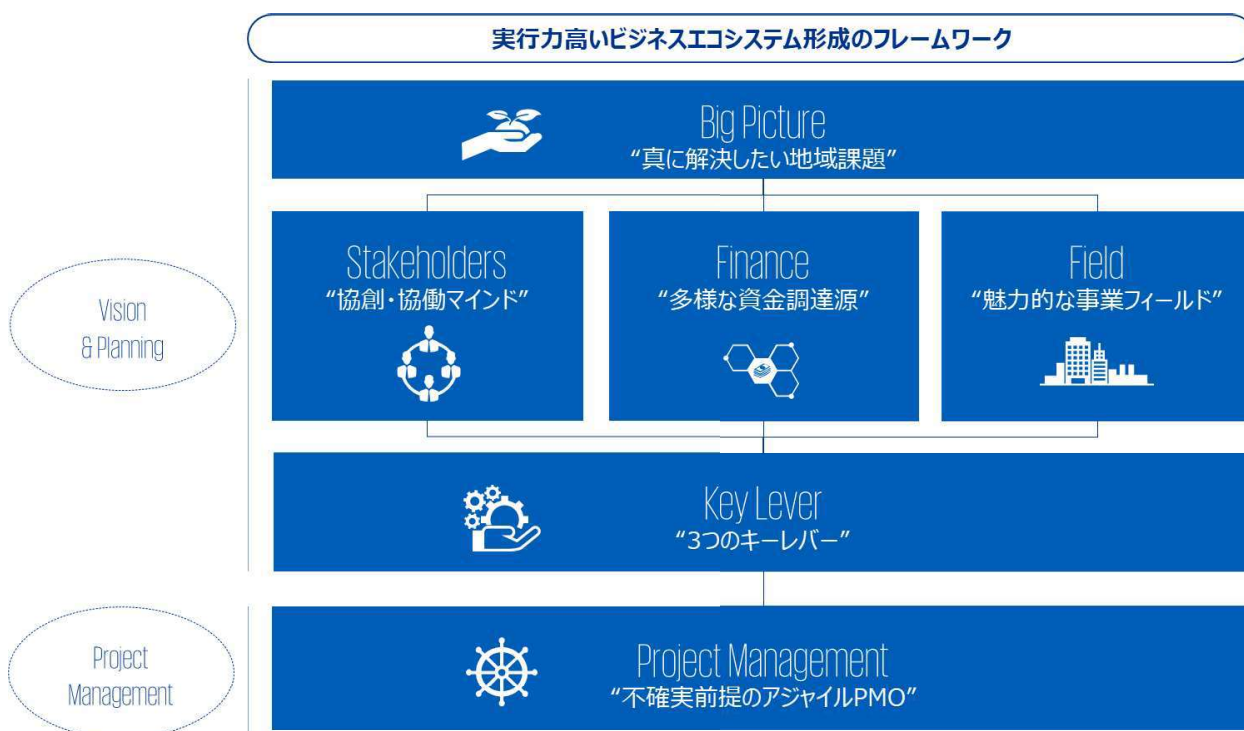 実行力高いビジネスエコシステム形成のフレームワーク
Big Picture
“真に解決したい地域課題”
Vision
& Planning
Stakeholders
“協創・協働マインド”
Finance
“多様な資金調達源”
Field
“魅力的な事業フィールド”
Key Lever
“3つのキーレバー”
Project
Management
Project Management
“不確実前提のアジャイルPMO”